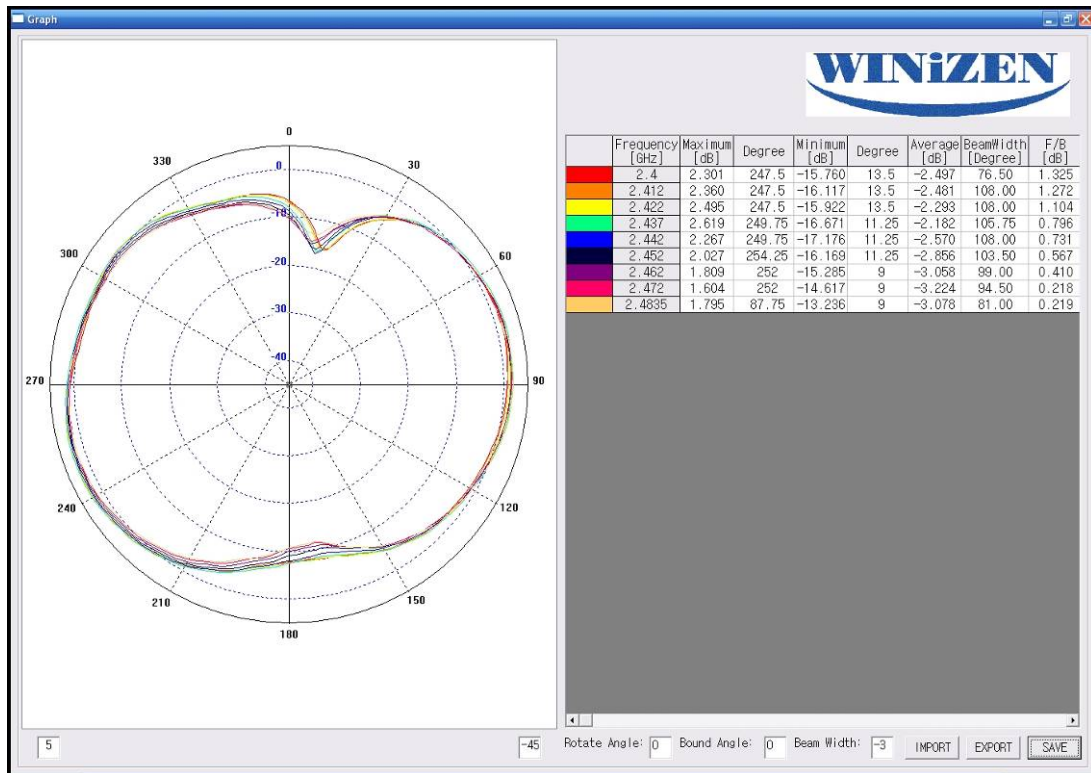 Graph
WINiZEN
0
30
60
90
120
150
180
210
240
270
300
330
0
-10
-20
-30
-40
Frequency [GHz] Maximum [dB] Degree Minimum [dB] Degree Average [dB] BeamWidth [Degree] F/B [dB]
2.4 2.301 247.5 -15.760 13.5 -2.497 76.50 1.325
2.412 2.360 247.5 -16.117 13.5 -2.481 108.00 1.272
2.422 2.495 247.5 -15.922 13.5 -2.293 108.00 1.104
2.437 2.619 249.75 -16.671 11.25 -2.182 105.75 0.796
2.442 2.267 249.75 -17.176 11.25 -2.570 108.00 0.731
2.452 2.027 254.25 -16.169 11.25 -2.856 103.50 0.567
2.462 1.809 252 -15.285 9 -3.058 99.00 0.410
2.472 1.604 252 -14.617 9 -3.224 94.50 0.218
2.4835 1.795 87.75 -13.236 9 -3.078 81.00 0.219
5 -45 Rotate Angle: 0 Bound Angle: 0 Beam Width: -3 IMPORT EXPORT SAVE